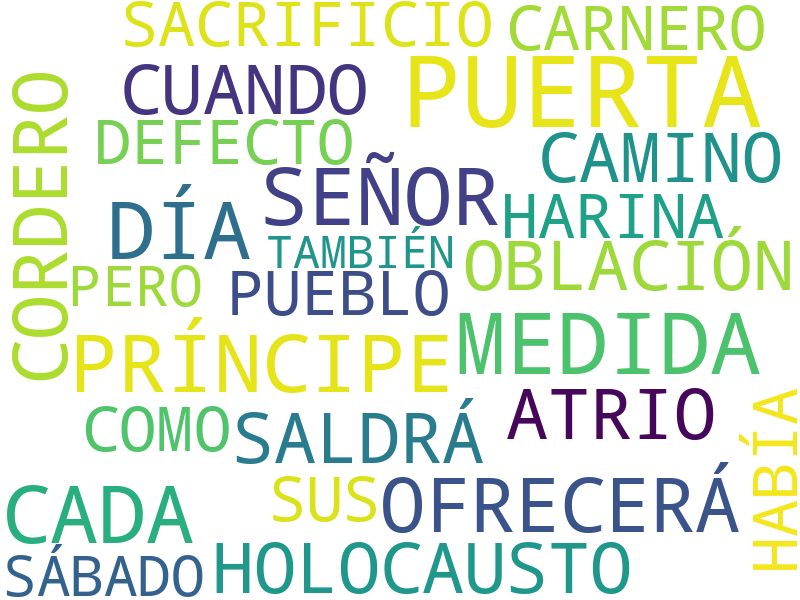 SACRIFICIO
CARNERO
CUANDO
PUERTA
DEFECTO
CAMINO
CORDERO
SEÑOR
DÍA
HARINA
TAMBIÉN
OBLACIÓN
PERO
PUEBLO
MEDIDA
PRÍNCIPE
ATRIO
COMO
SALDRÁ
HABÍA
SUS
OFRECERÁ
CADA
SÁBADO
HOLOCAUSTO